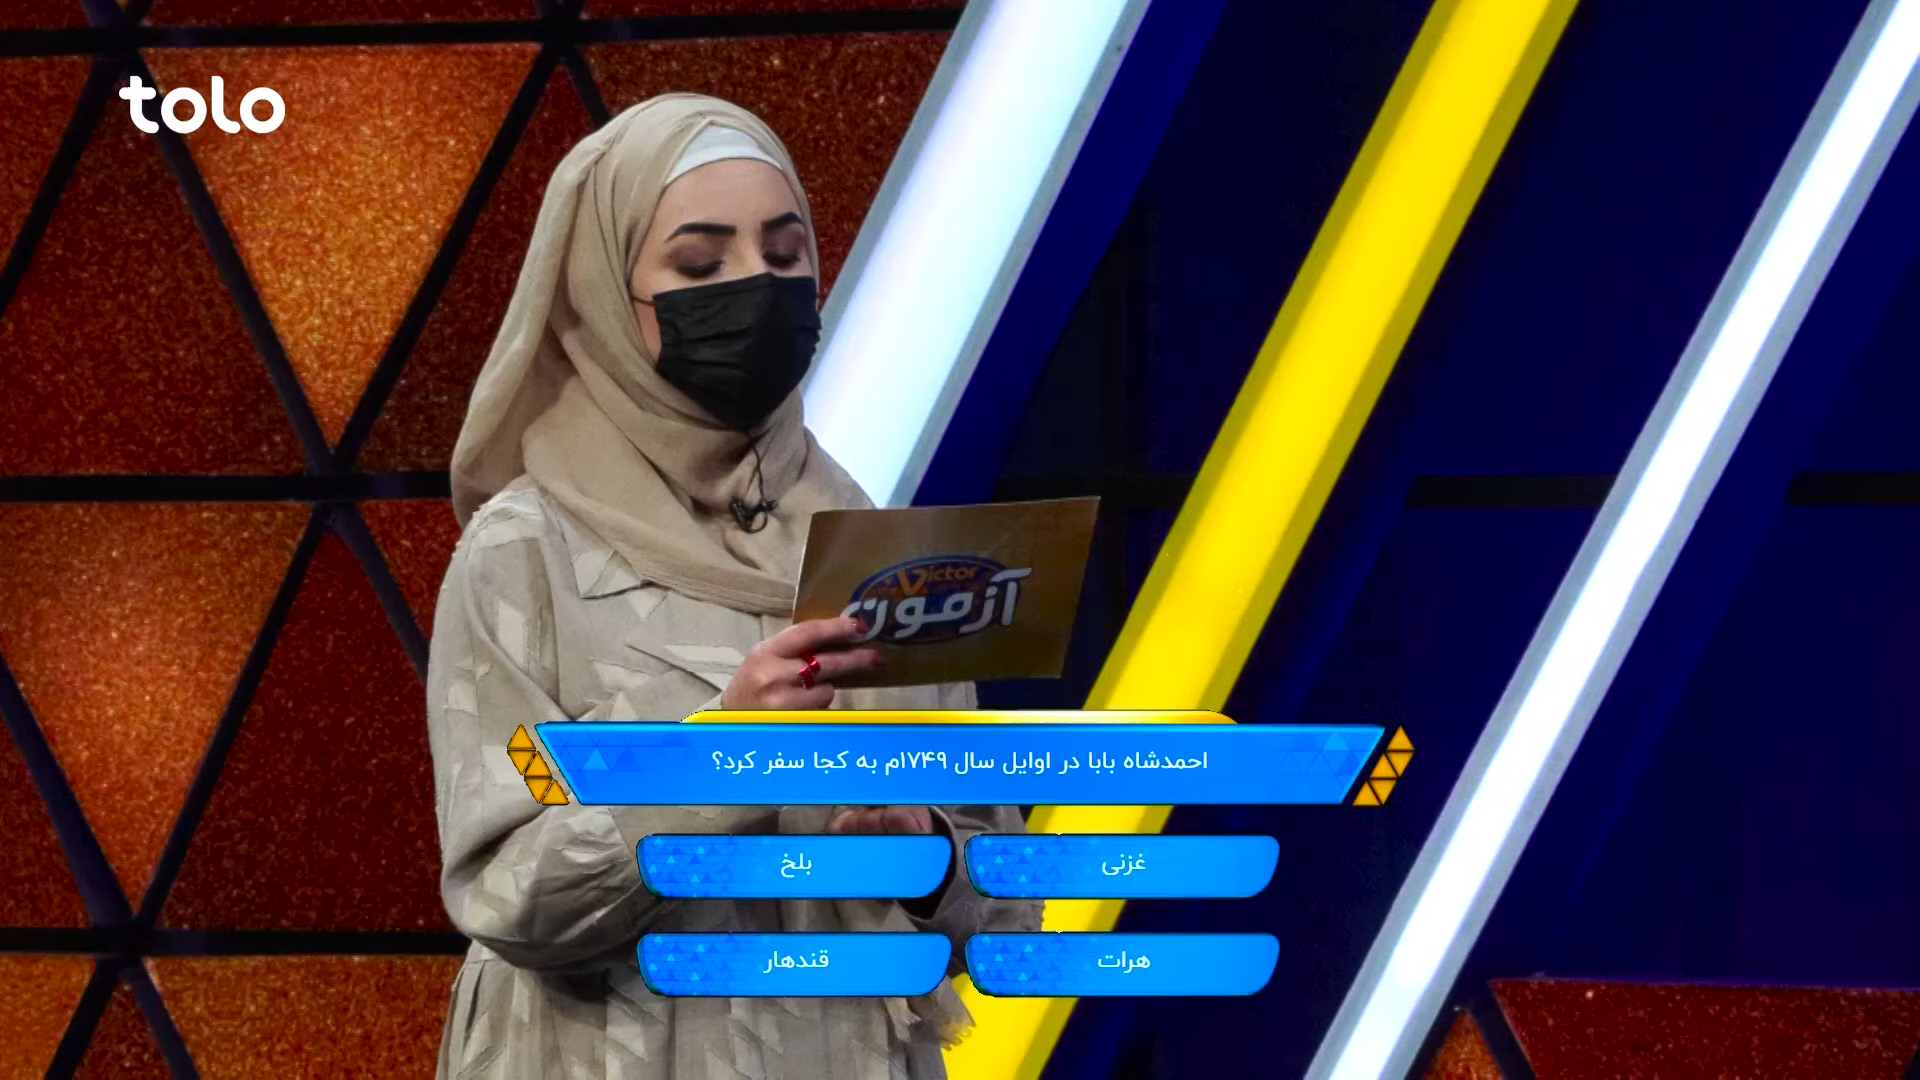 tolo
Victor
آزمون
احمدشاه بابا در اوایل سال ۱۷۴۹م به کجا سفر کرد؟
غزنی
بلخ
هرات
قندهار